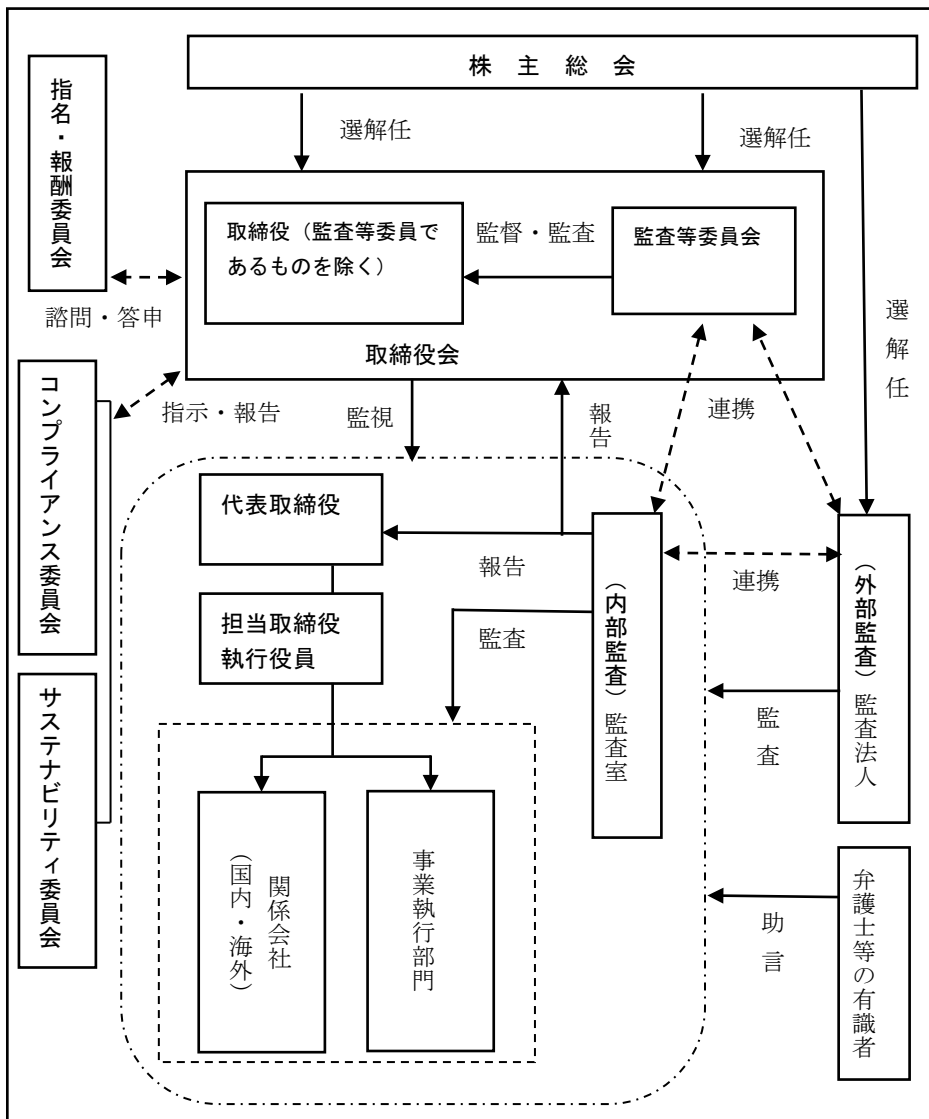 株主総会
指名・報酬委員会
選解任
選解任
取締役（監査等委員で
あるものを除く）
監督・監査
監査等委員会
諮問・答申
取締役会
選解任
コンプライアンス委員会
指示・報告
監視
報告
連携
代表取締役
報告
（内部監査）監査室
連携
（外部監査）監査法人
担当取締役
執行役員
監査
サステナビリティ委員会
監査
関係会社
（国内・海外）
事業執行部門
助言
弁護士等の有識者